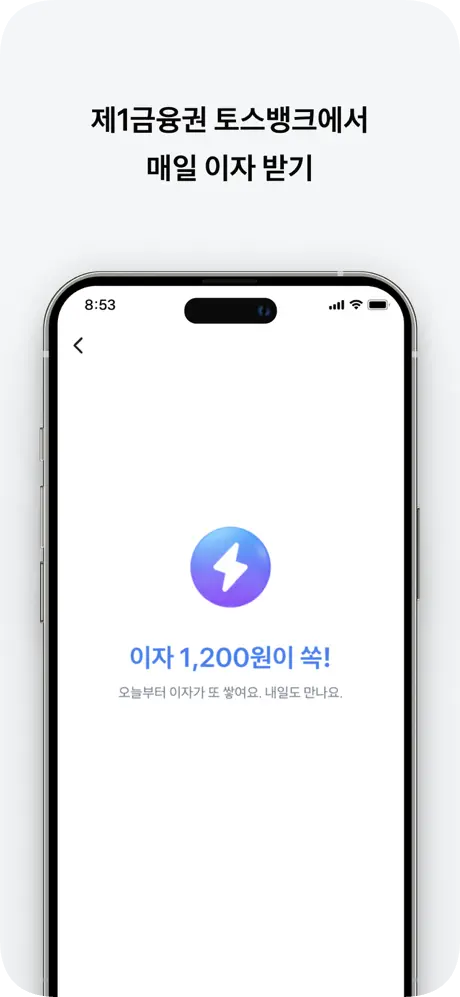 제1금융권 토스뱅크에서
매일 이자 받기
8:53
이자 1,200원이 쏙!
오늘부터 이자가 또 쌓여요. 내일도 만나요.